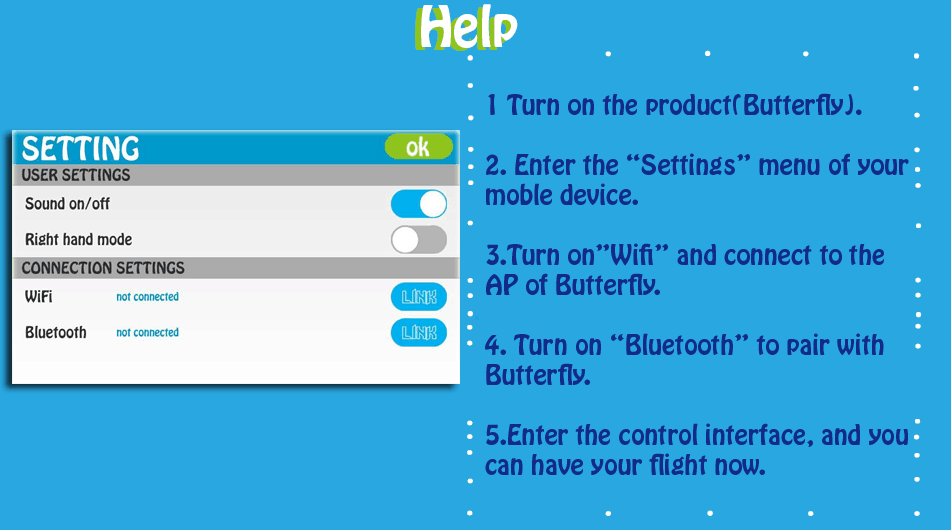 Help
SETTING
ok
USER SETTINGS
Sound on/off
Right hand mode
CONNECTION SETTINGS
WiFi not connected LINK
Bluetooth not connected LINK
1 Turn on the product(Butterfly).
2. Enter the “Settings” menu of your
moble device.
3.Turn on”Wifi” and connect to the
AP of Butterfly.
4. Turn on “Bluetooth” to pair with
Butterfly.
5.Enter the control interface, and you
can have your flight now.